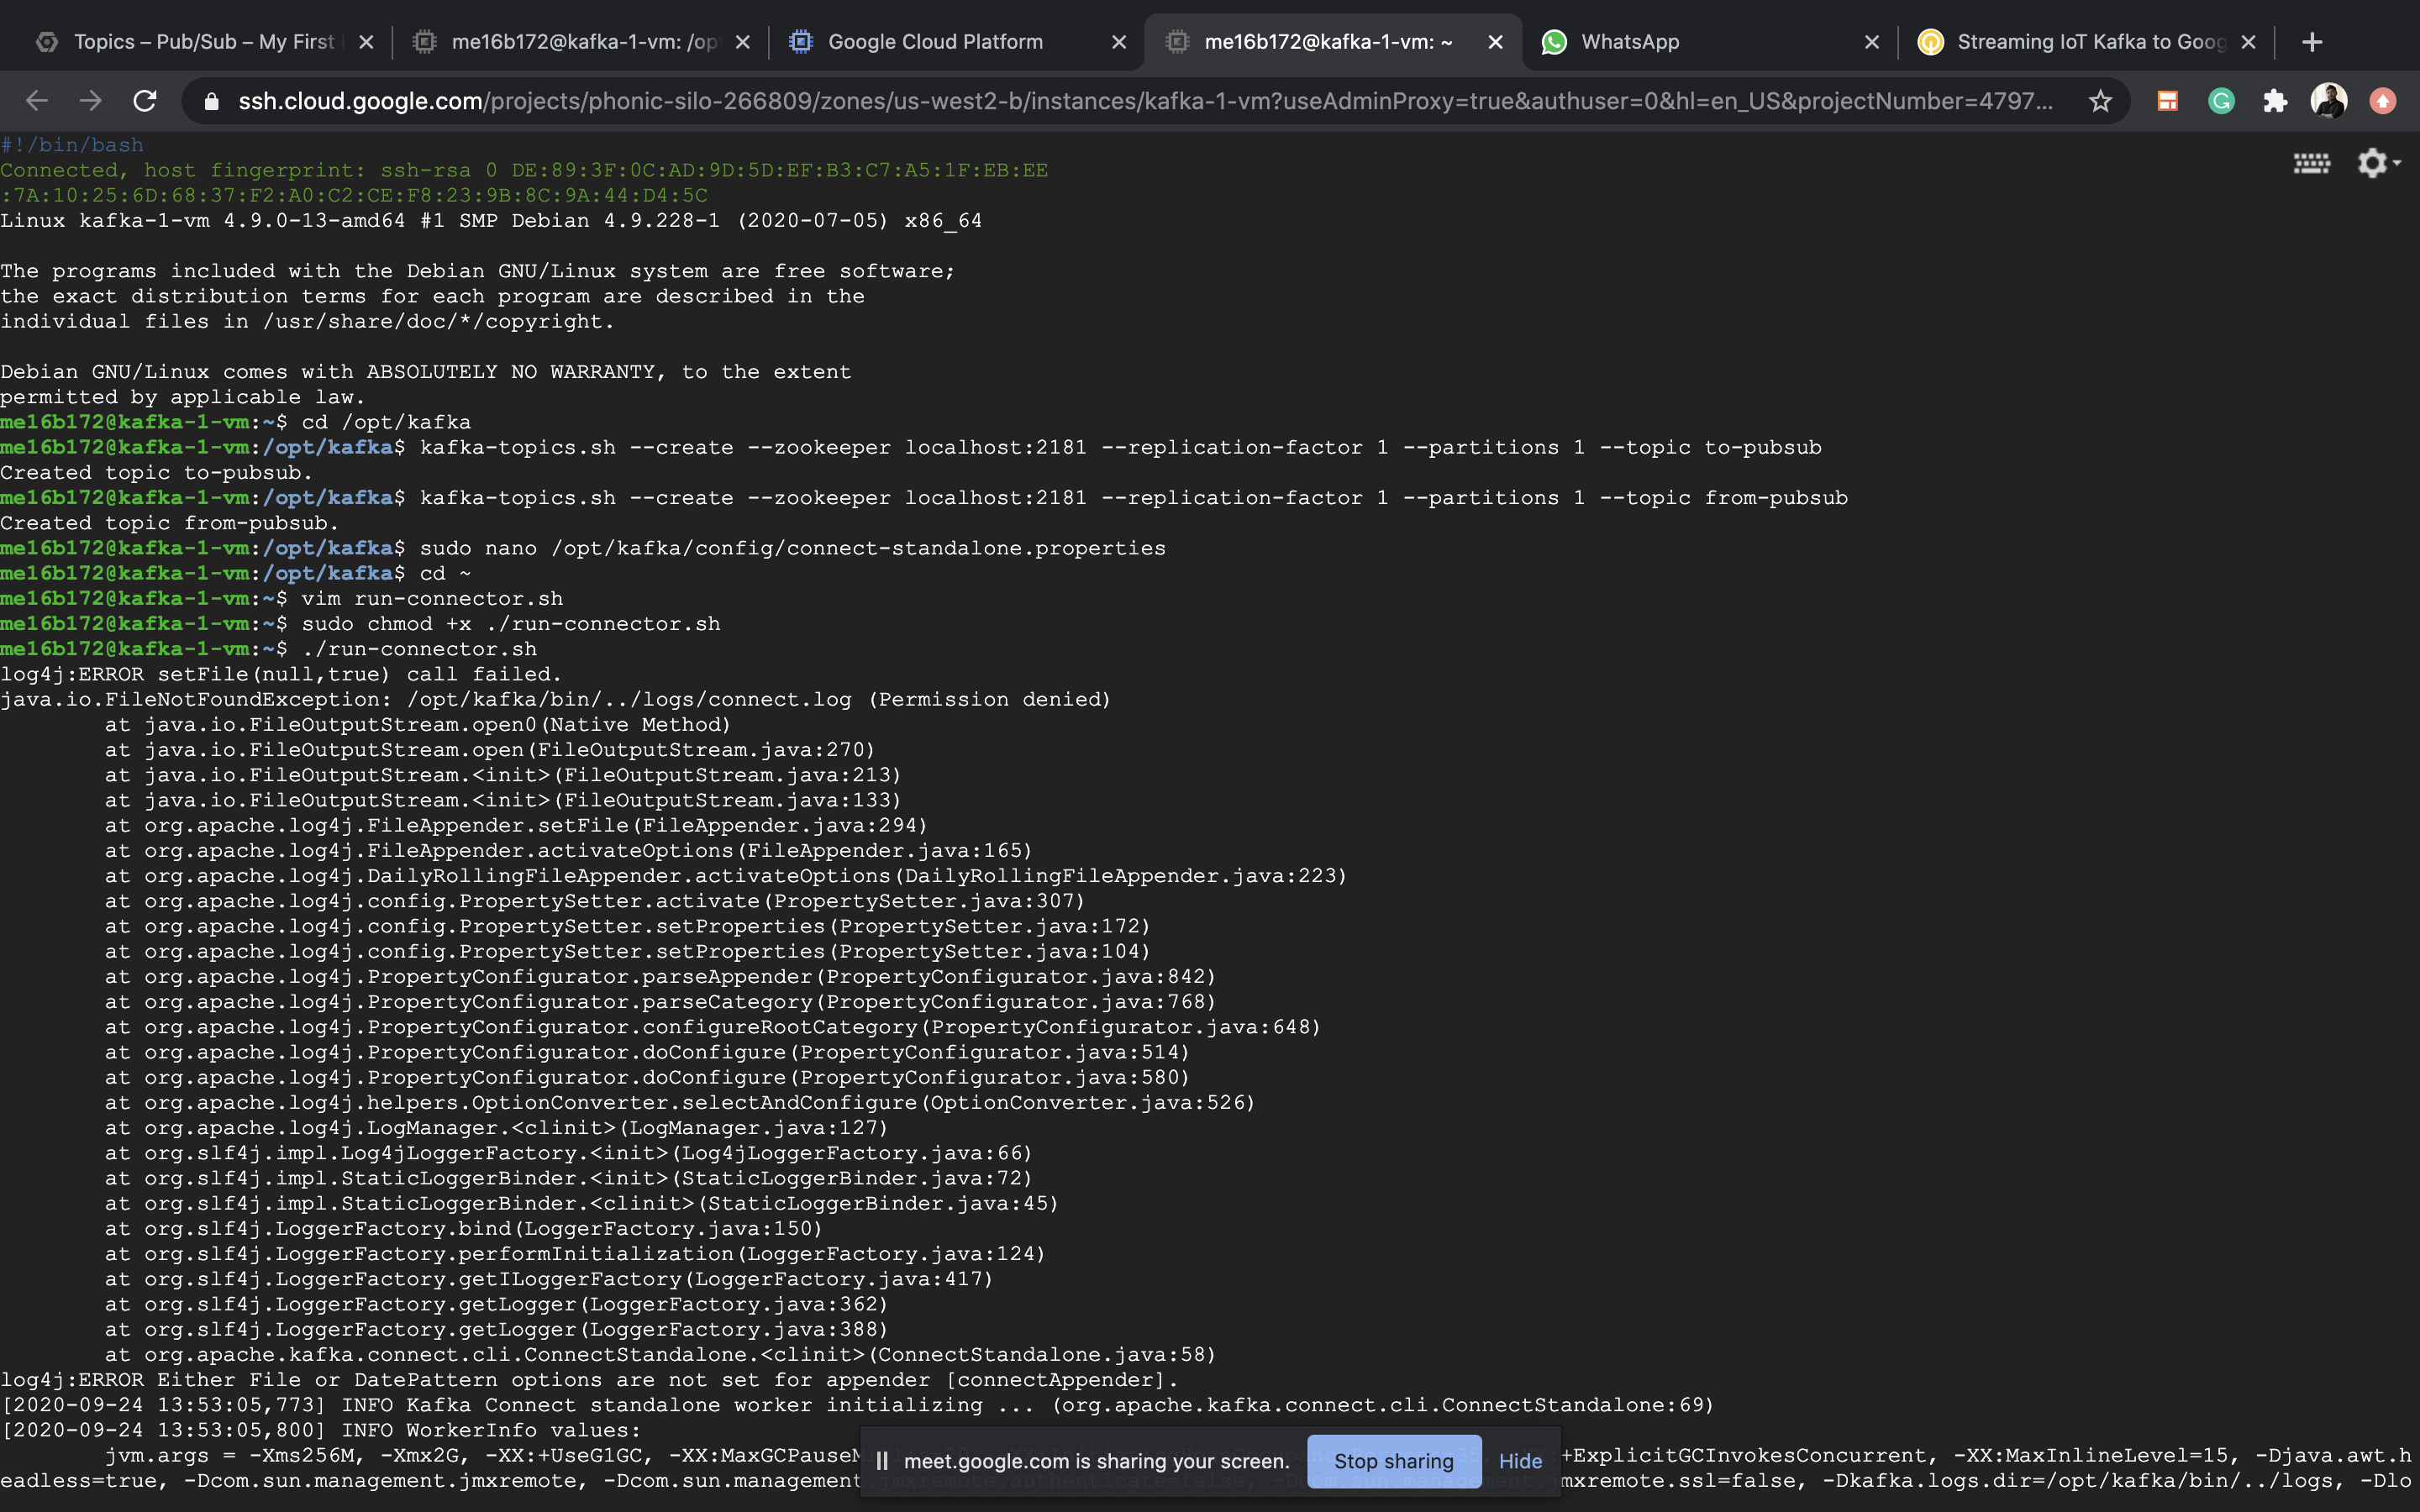 Topics – Pub/Sub – My First
me16b172@kafka-1-vm: /op
Google Cloud Platform
me16b172@kafka-1-vm: ~
WhatsApp
Streaming IoT Kafka to Goog
ssh.cloud.google.com/projects/phonic-silo-266809/zones/us-west2-b/instances/kafka-1-vm?useAdminProxy=true&authuser=0&hl=en_US&projectNumber=4797...
#!/bin/bash
Connected, host fingerprint: ssh-rsa 0 DE:89:3F:0C:AD:9D:5D:EF:B3:C7:A5:1F:EB:EE
:7A:10:25:6D:68:37:F2:A0:C2:CE:F8:23:9B:8C:9A:44:D4:5C
Linux kafka-1-vm 4.9.0-13-amd64 #1 SMP Debian 4.9.228-1 (2020-07-05) x86_64
The programs included with the Debian GNU/Linux system are free software;
the exact distribution terms for each program are described in the
individual files in /usr/share/doc/*/copyright.
Debian GNU/Linux comes with ABSOLUTELY NO WARRANTY, to the extent
permitted by applicable law.
me16b172@kafka-1-vm:~$ cd /opt/kafka
me16b172@kafka-1-vm:/opt/kafka$ kafka-topics.sh --create --zookeeper localhost:2181 --replication-factor 1 --partitions 1 --topic to-pubsub
Created topic to-pubsub.
me16b172@kafka-1-vm:/opt/kafka$ kafka-topics.sh --create --zookeeper localhost:2181 --replication-factor 1 --partitions 1 --topic from-pubsub
Created topic from-pubsub.
me16b172@kafka-1-vm:/opt/kafka$ sudo nano /opt/kafka/config/connect-standalone.properties
me16b172@kafka-1-vm:/opt/kafka$ cd ~
me16b172@kafka-1-vm:~$ vim run-connector.sh
me16b172@kafka-1-vm:~$ sudo chmod +x ./run-connector.sh
me16b172@kafka-1-vm:~$ ./run-connector.sh
log4j:ERROR setFile(null,true) call failed.
java.io.FileNotFoundException: /opt/kafka/bin/../logs/connect.log (Permission denied)
at java.io.FileOutputStream.open0(Native Method)
at java.io.FileOutputStream.open(FileOutputStream.java:270)
at java.io.FileOutputStream.<init>(FileOutputStream.java:213)
at java.io.FileOutputStream.<init>(FileOutputStream.java:133)
at org.apache.log4j.FileAppender.setFile(FileAppender.java:294)
at org.apache.log4j.FileAppender.activateOptions(FileAppender.java:165)
at org.apache.log4j.DailyRollingFileAppender.activateOptions(DailyRollingFileAppender.java:223)
at org.apache.log4j.config.PropertySetter.activate(PropertySetter.java:307)
at org.apache.log4j.config.PropertySetter.setProperties(PropertySetter.java:172)
at org.apache.log4j.config.PropertySetter.setProperties(PropertySetter.java:104)
at org.apache.log4j.PropertyConfigurator.parseAppender(PropertyConfigurator.java:842)
at org.apache.log4j.PropertyConfigurator.parseCategory(PropertyConfigurator.java:768)
at org.apache.log4j.PropertyConfigurator.configureRootCategory(PropertyConfigurator.java:648)
at org.apache.log4j.PropertyConfigurator.doConfigure(PropertyConfigurator.java:514)
at org.apache.log4j.PropertyConfigurator.doConfigure(PropertyConfigurator.java:580)
at org.apache.log4j.helpers.OptionConverter.selectAndConfigure(OptionConverter.java:526)
at org.apache.log4j.LogManager.<clinit>(LogManager.java:127)
at org.slf4j.impl.Log4jLoggerFactory.<init>(Log4jLoggerFactory.java:66)
at org.slf4j.impl.StaticLoggerBinder.<init>(StaticLoggerBinder.java:72)
at org.slf4j.impl.StaticLoggerBinder.<clinit>(StaticLoggerBinder.java:45)
at org.slf4j.LoggerFactory.bind(LoggerFactory.java:150)
at org.slf4j.LoggerFactory.performInitialization(LoggerFactory.java:124)
at org.slf4j.LoggerFactory.getILoggerFactory(LoggerFactory.java:417)
at org.slf4j.LoggerFactory.getLogger(LoggerFactory.java:362)
at org.slf4j.LoggerFactory.getLogger(LoggerFactory.java:388)
at org.apache.kafka.connect.cli.ConnectStandalone.<clinit>(ConnectStandalone.java:58)
log4j:ERROR Either File or DatePattern options are not set for appender [connectAppender].
[2020-09-24 13:53:05,773] INFO Kafka Connect standalone worker initializing ... (org.apache.kafka.connect.cli.ConnectStandalone:69)
[2020-09-24 13:53:05,800] INFO WorkerInfo values:
jvm.args = -Xms256M, -Xmx2G, -XX:+UseG1GC, -XX:MaxGCPauseM +ExplicitGCInvokesConcurrent, -XX:MaxInlineLevel=15, -Djava.awt.h
eadless=true, -Dcom.sun.management.jmxremote, -Dcom.sun.management.jmxremote.authenticate=false, -Dcom.sun.management.jmxremote.ssl=false, -Dkafka.logs.dir=/opt/kafka/bin/../logs, -Dlo
meet.google.com is sharing your screen.
Stop sharing
Hide